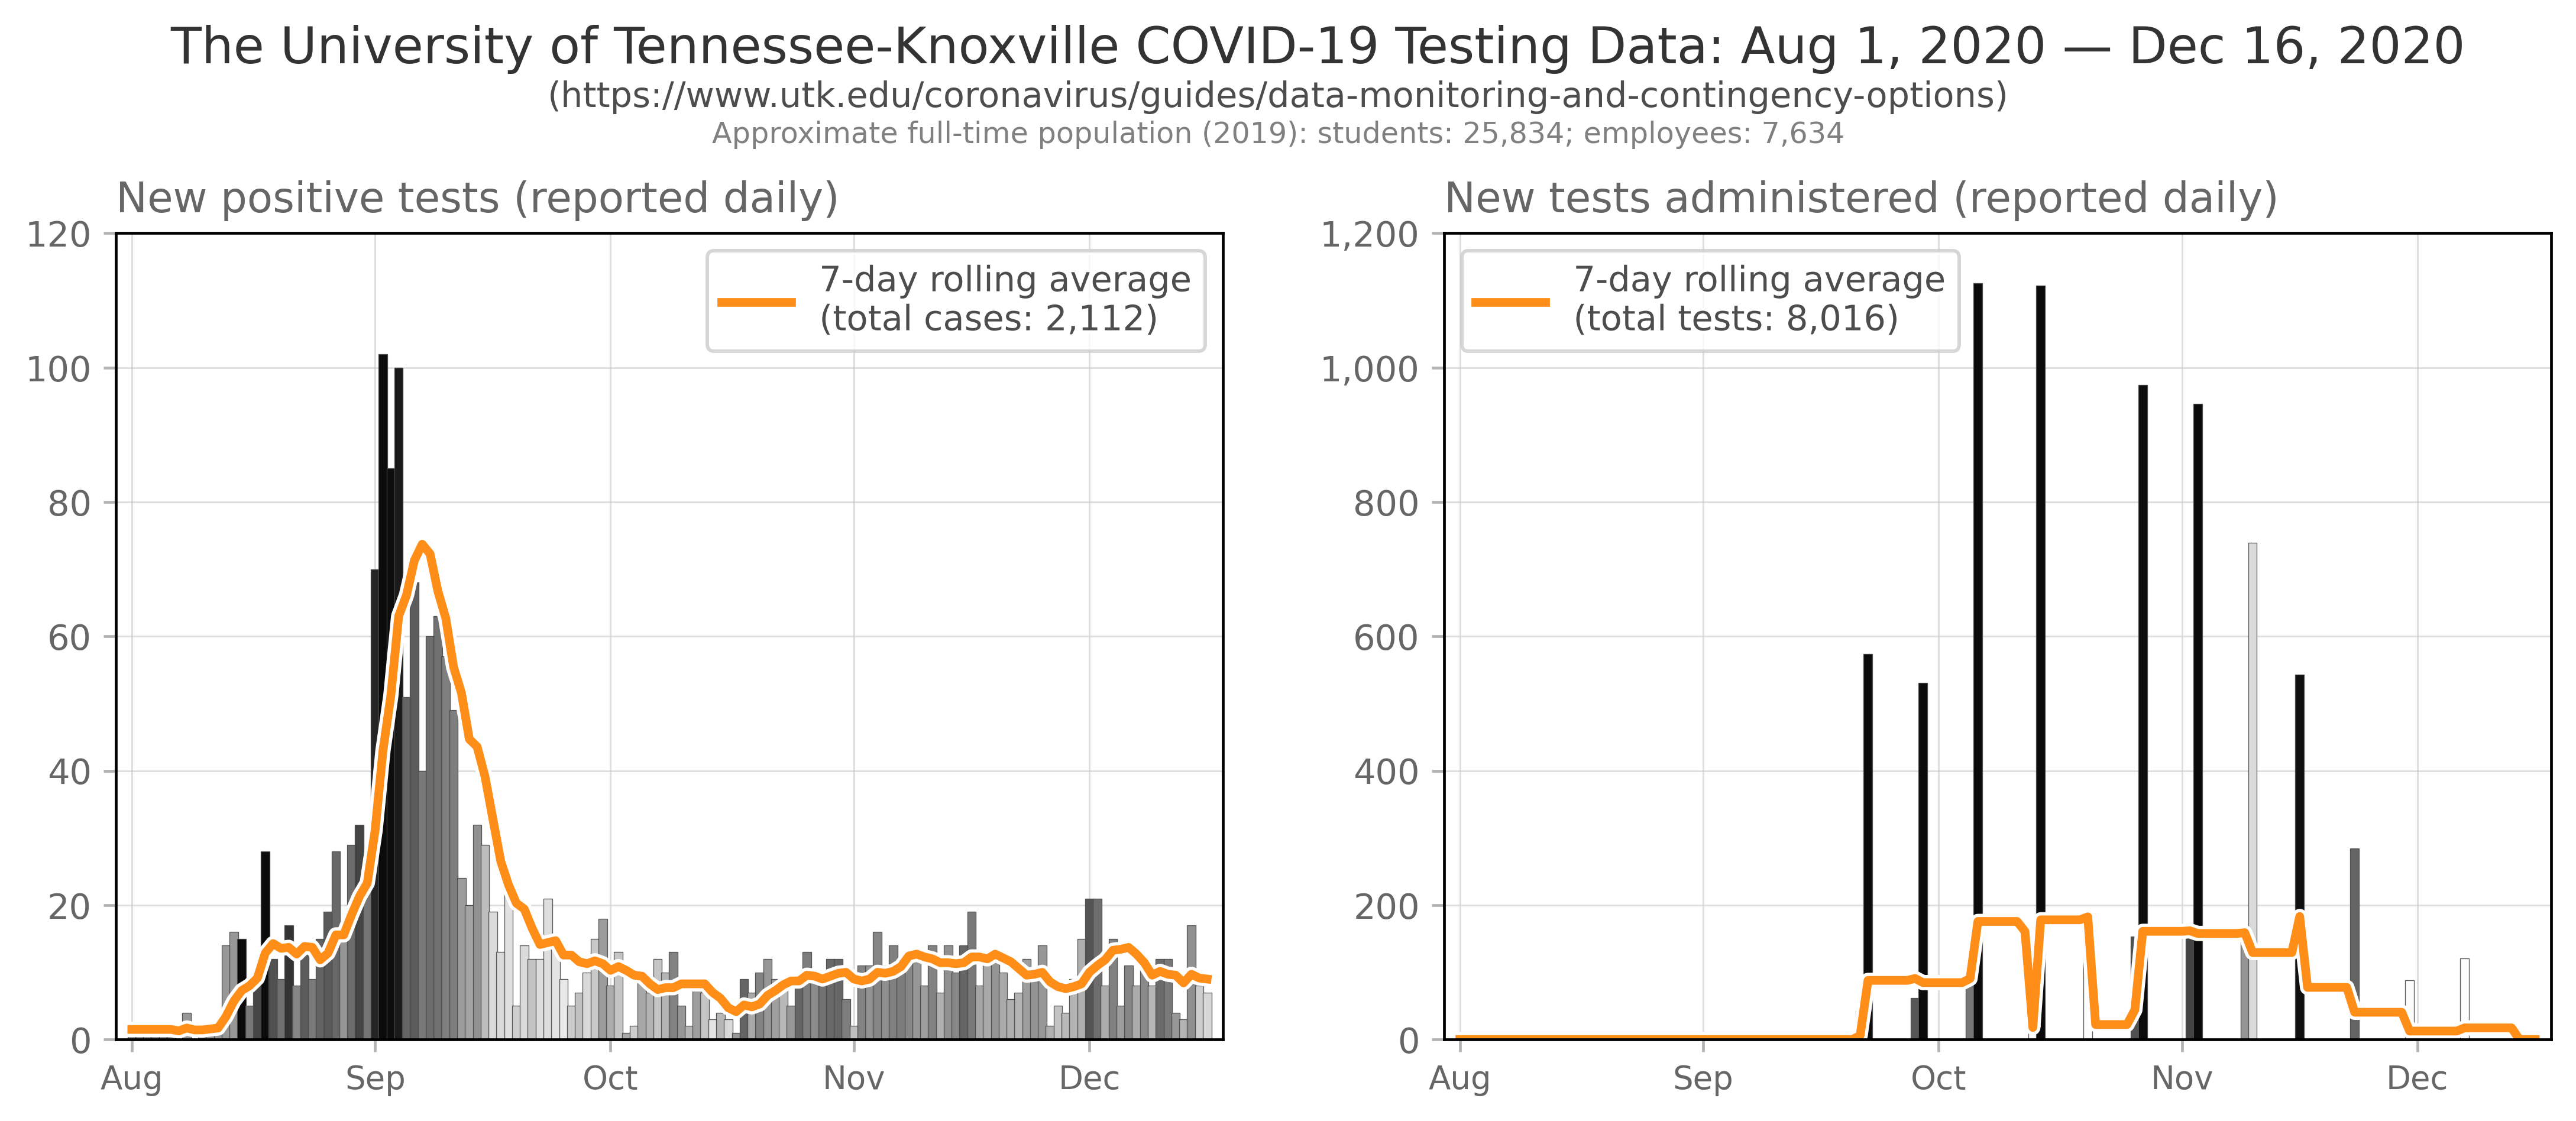 The University of Tennessee-Knoxville COVID-19 Testing Data: Aug 1, 2020 — Dec 16, 2020
(https://www.utk.edu/coronavirus/guides/data-monitoring-and-contingency-options)
Approximate full-time population (2019): students: 25,834; employees: 7,634
New positive tests (reported daily)
120
100
80
60
40
20
0
7-day rolling average
(total cases: 2,112)
Aug
Sep
Oct
Nov
Dec
New tests administered (reported daily)
1,200
1,000
800
600
400
200
0
7-day rolling average
(total tests: 8,016)
Aug
Sep
Oct
Nov
Dec